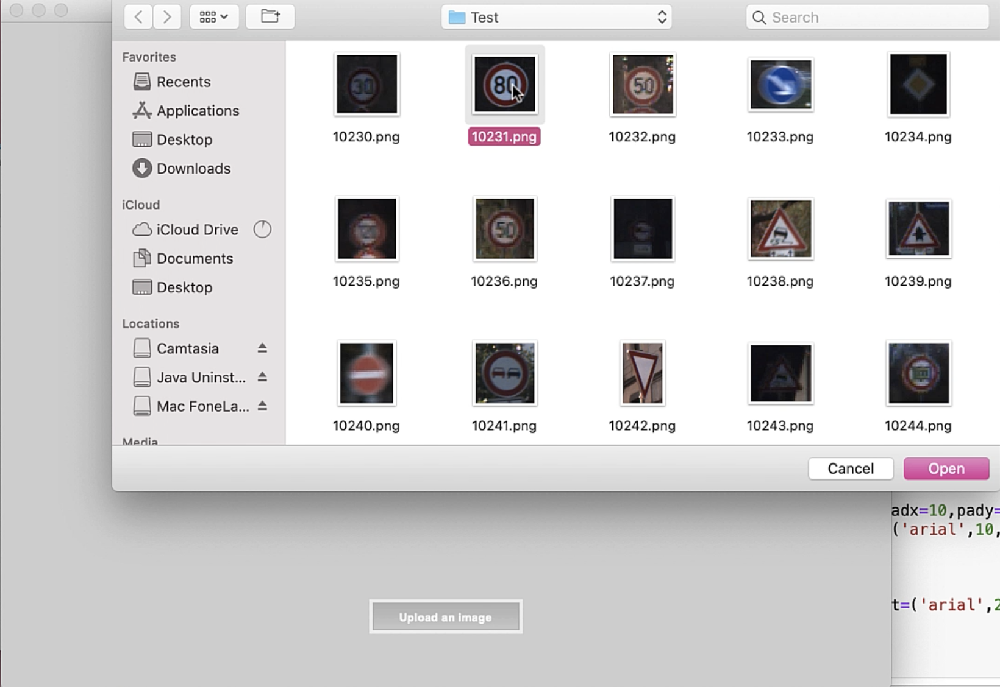 Test
Search
Favorites
Recents
Applications
Desktop
Downloads
iCloud
iCloud Drive
Documents
Desktop
Locations
Camtasia
Java Uninst...
Mac FoneLa...
Media
30
80
50
10230.png
10231.png
10232.png
10233.png
10234.png
50
10235.png
10236.png
10237.png
10238.png
10239.png
10240.png
10241.png
10242.png
10243.png
10244.png
Cancel
Open
adx=10,pady=
('arial',10,
t=('arial',2
Upload an image